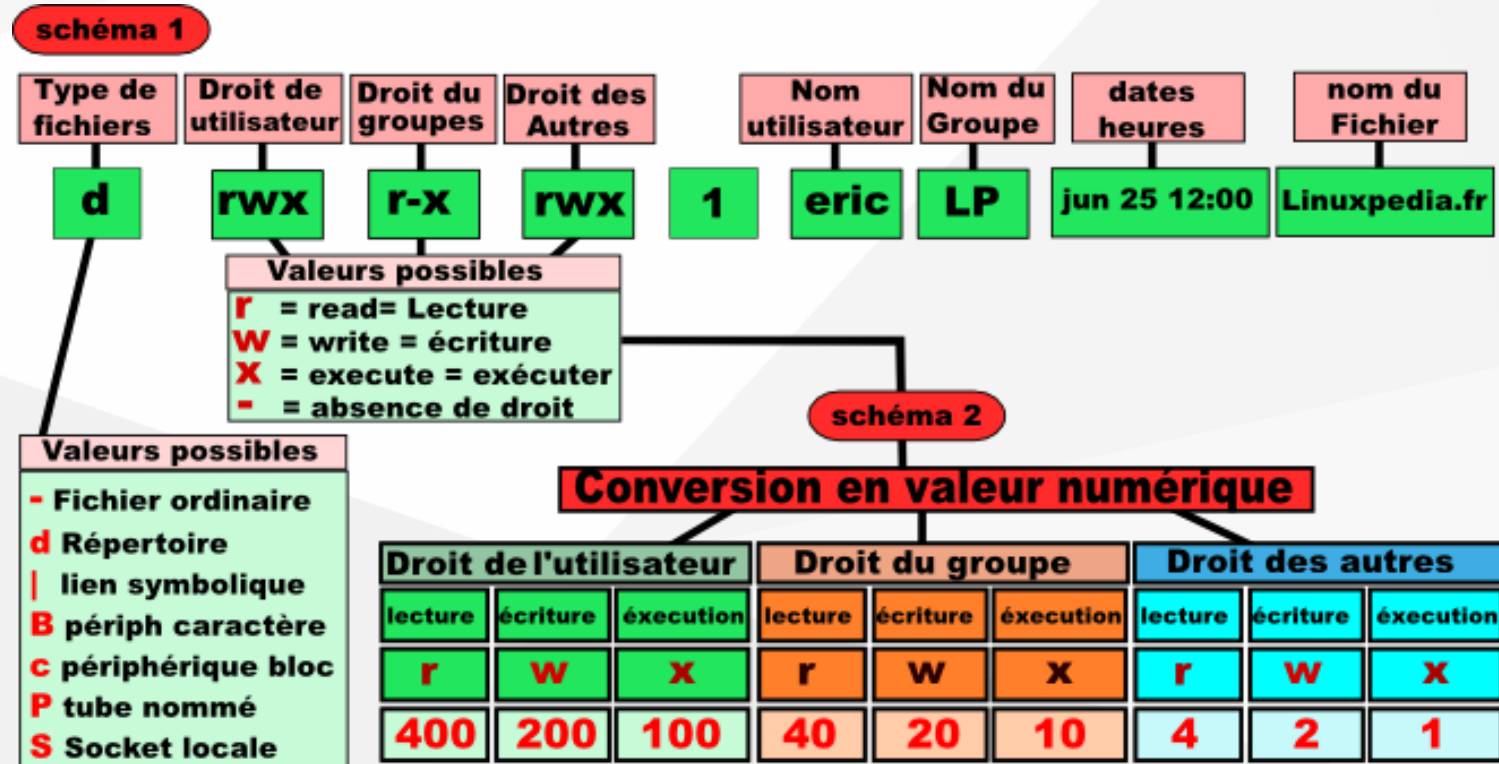 schéma 1
Type de fichiers
Droit de utilisateur
Droit du groupes
Droit des Autres
Nom utilisateur
Nom du Groupe
dates heures
nom du Fichier
d rwx r-x rwx 1 eric LP jun 25 12:00 Linuxpedia.fr
Valeurs possibles
r = read= Lecture
w = write = écriture
x = execute = exécuter
- = absence de droit
Valeurs possibles
- Fichier ordinaire
d Répertoire
| lien symbolique
B périph caractère
c périphérique bloc
P tube nommé
S Socket locale
schéma 2
Conversion en valeur numérique
Droit de l'utilisateur Droit du groupe Droit des autres
lecture écriture éxecution lecture écriture éxecution lecture écriture éxecution
r w x r w x r w x
400 200 100 40 20 10 4 2 1